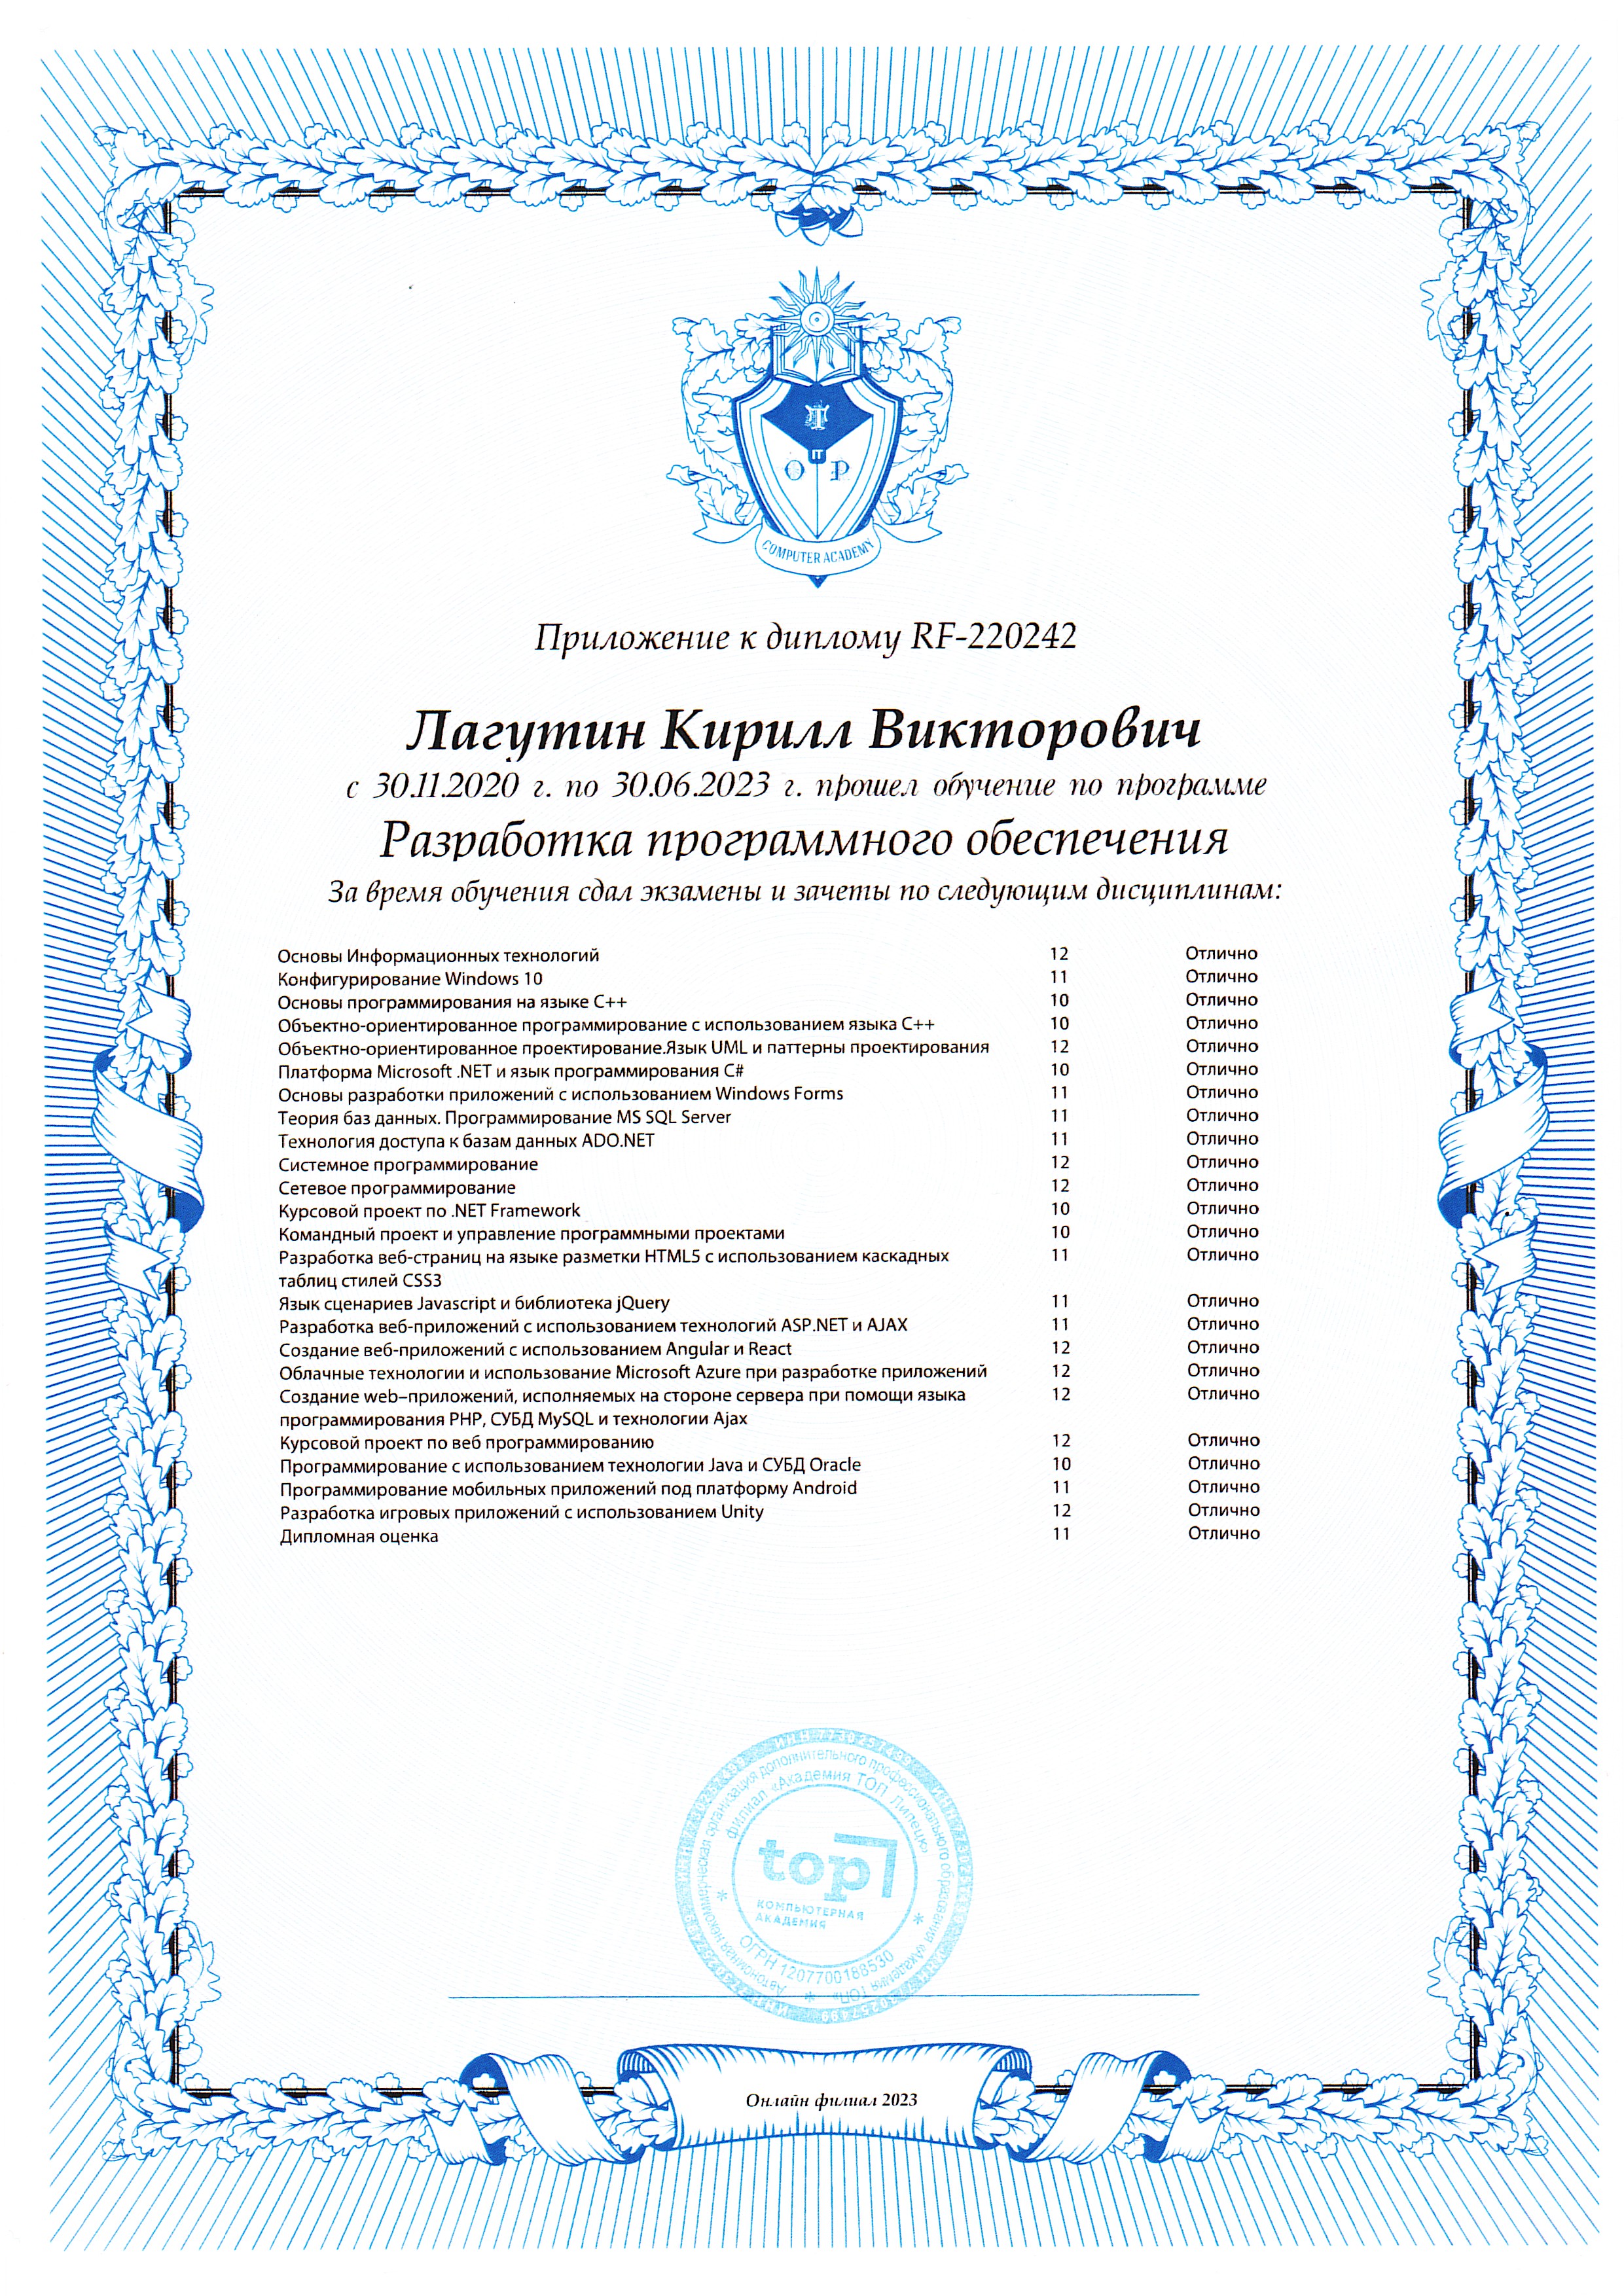 IT
O P
COMPUTER ACADEMY
Приложение к диплому RF-220242
Лагутин Кирилл Викторович
с 30.11.2020 г. по 30.06.2023 г. прошел обучение по программе
Разработка программного обеспечения
За время обучения сдал экзамены и зачеты по следующим дисциплинам:
Основы Информационных технологий 12 Отлично
Конфигурирование Windows 10 11 Отлично
Основы программирования на языке C++ 10 Отлично
Объектно-ориентированное программирование с использованием языка C++ 10 Отлично
Объектно-ориентированное проектирование.Язык UML и паттерны проектирования 12 Отлично
Платформа Microsoft .NET и язык программирования C# 10 Отлично
Основы разработки приложений с использованием Windows Forms 11 Отлично
Теория баз данных. Программирование MS SQL Server 11 Отлично
Технология доступа к базам данных ADO.NET 11 Отлично
Системное программирование 12 Отлично
Сетевое программирование 12 Отлично
Курсовой проект по .NET Framework 10 Отлично
Командный проект и управление программными проектами 10 Отлично
Разработка веб-страниц на языке разметки HTML5 с использованием каскадных 11 Отлично
таблиц стилей CSS3
Язык сценариев Javascript и библиотека jQuery 11 Отлично
Разработка веб-приложений с использованием технологий ASP.NET и AJAX 11 Отлично
Создание веб-приложений с использованием Angular и React 12 Отлично
Облачные технологии и использование Microsoft Azure при разработке приложений 12 Отлично
Создание web–приложений, исполняемых на стороне сервера при помощи языка 12 Отлично
программирования PHP, СУБД MySQL и технологии Ajax
Курсовой проект по веб программированию 12 Отлично
Программирование с использованием технологии Java и СУБД Oracle 10 Отлично
Программирование мобильных приложений под платформу Android 11 Отлично
Разработка игровых приложений с использованием Unity 12 Отлично
Дипломная оценка 11 Отлично
Автономная некоммерческая организация дополнительного профессионального образования «Академия ТОП»
филиал «Академия ТОП Липецк»
top
КОМПЬЮТЕРНАЯ
АКАДЕМИЯ
ОГРН 1207700188530
Онлайн филиал 2023